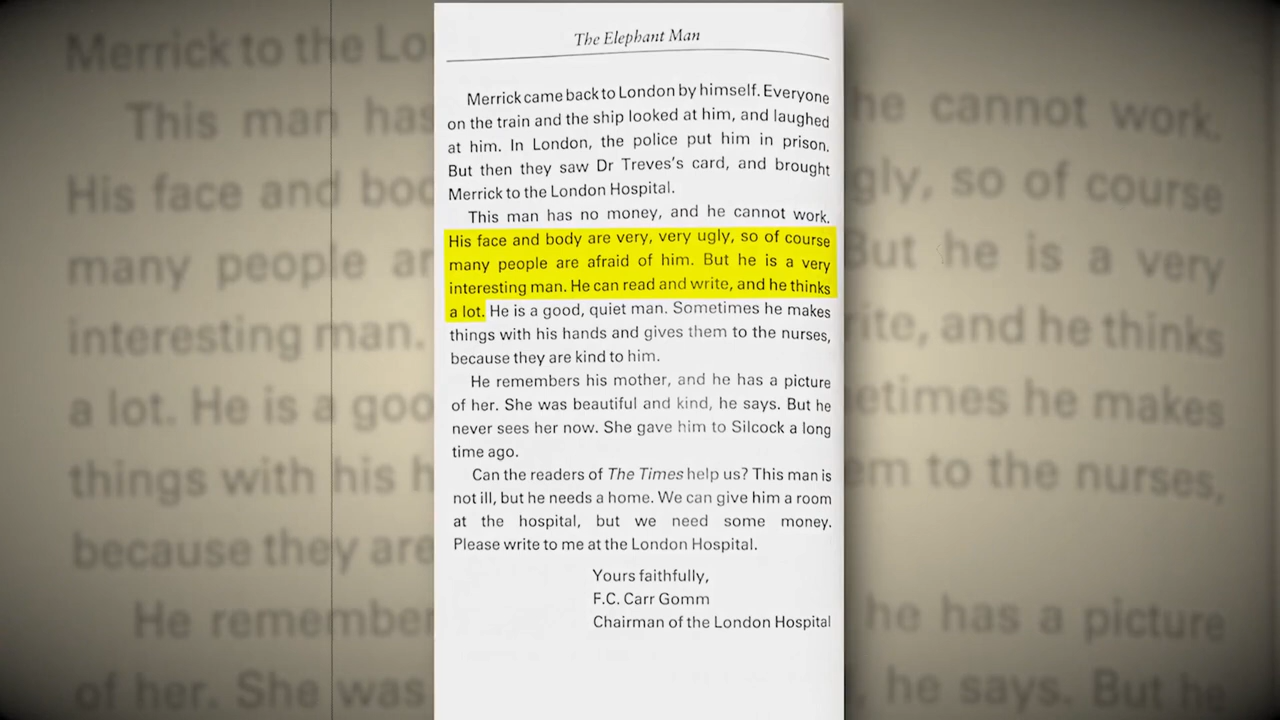 The Elephant Man
Merrick came back to London by himself. Everyone
on the train and the ship looked at him, and laughed
at him. In London, the police put him in prison.
But then they saw Dr Treves's card, and brought
Merrick to the London Hospital.
This man has no money, and he cannot work.
His face and body are very, very ugly, so of course
many people are afraid of him. But he is a very
interesting man. He can read and write, and he thinks
a lot. He is a good, quiet man. Sometimes he makes
things with his hands and gives them to the nurses,
because they are kind to him.
He remembers his mother, and he has a picture
of her. She was beautiful and kind, he says. But he
never sees her now. She gave him to Silcock a long
time ago.
Can the readers of The Times help us? This man is
not ill, but he needs a home. We can give him a room
at the hospital, but we need some money.
Please write to me at the London Hospital.
Yours faithfully,
F.C. Carr Gomm
Chairman of the London Hospital